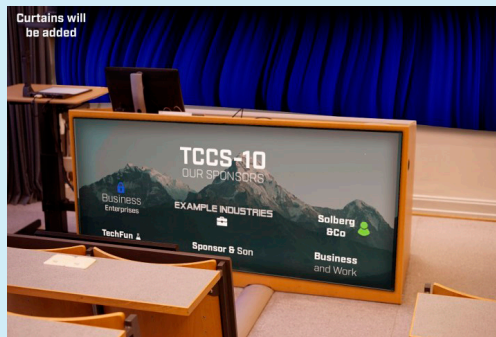 Curtains will
be added
TCCS-10
OUR SPONSORS
Business
Enterprises
EXAMPLE INDUSTRIES
Solberg
&Co
TechFun
Sponsor & Son
Business
and Work